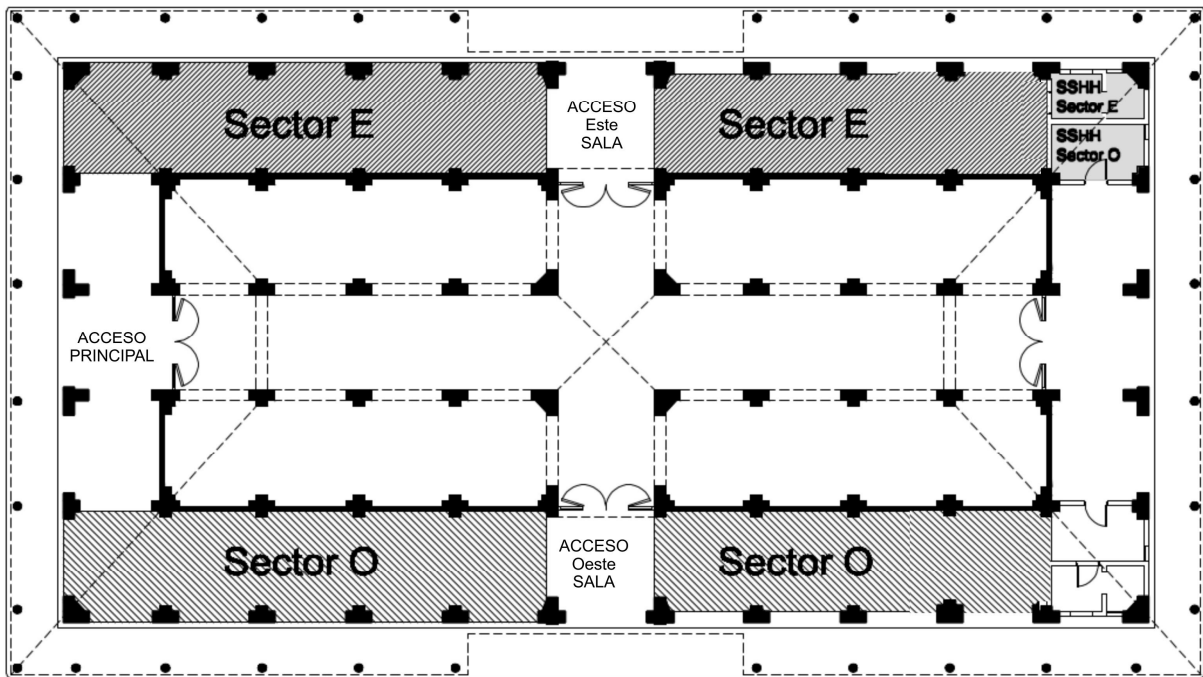 Sector E
ACCESO
Este
SALA
Sector E
SSHH
Sector E
SSHH
Sector O
ACCESO
PRINCIPAL
Sector O
ACCESO
Oeste
SALA
Sector O